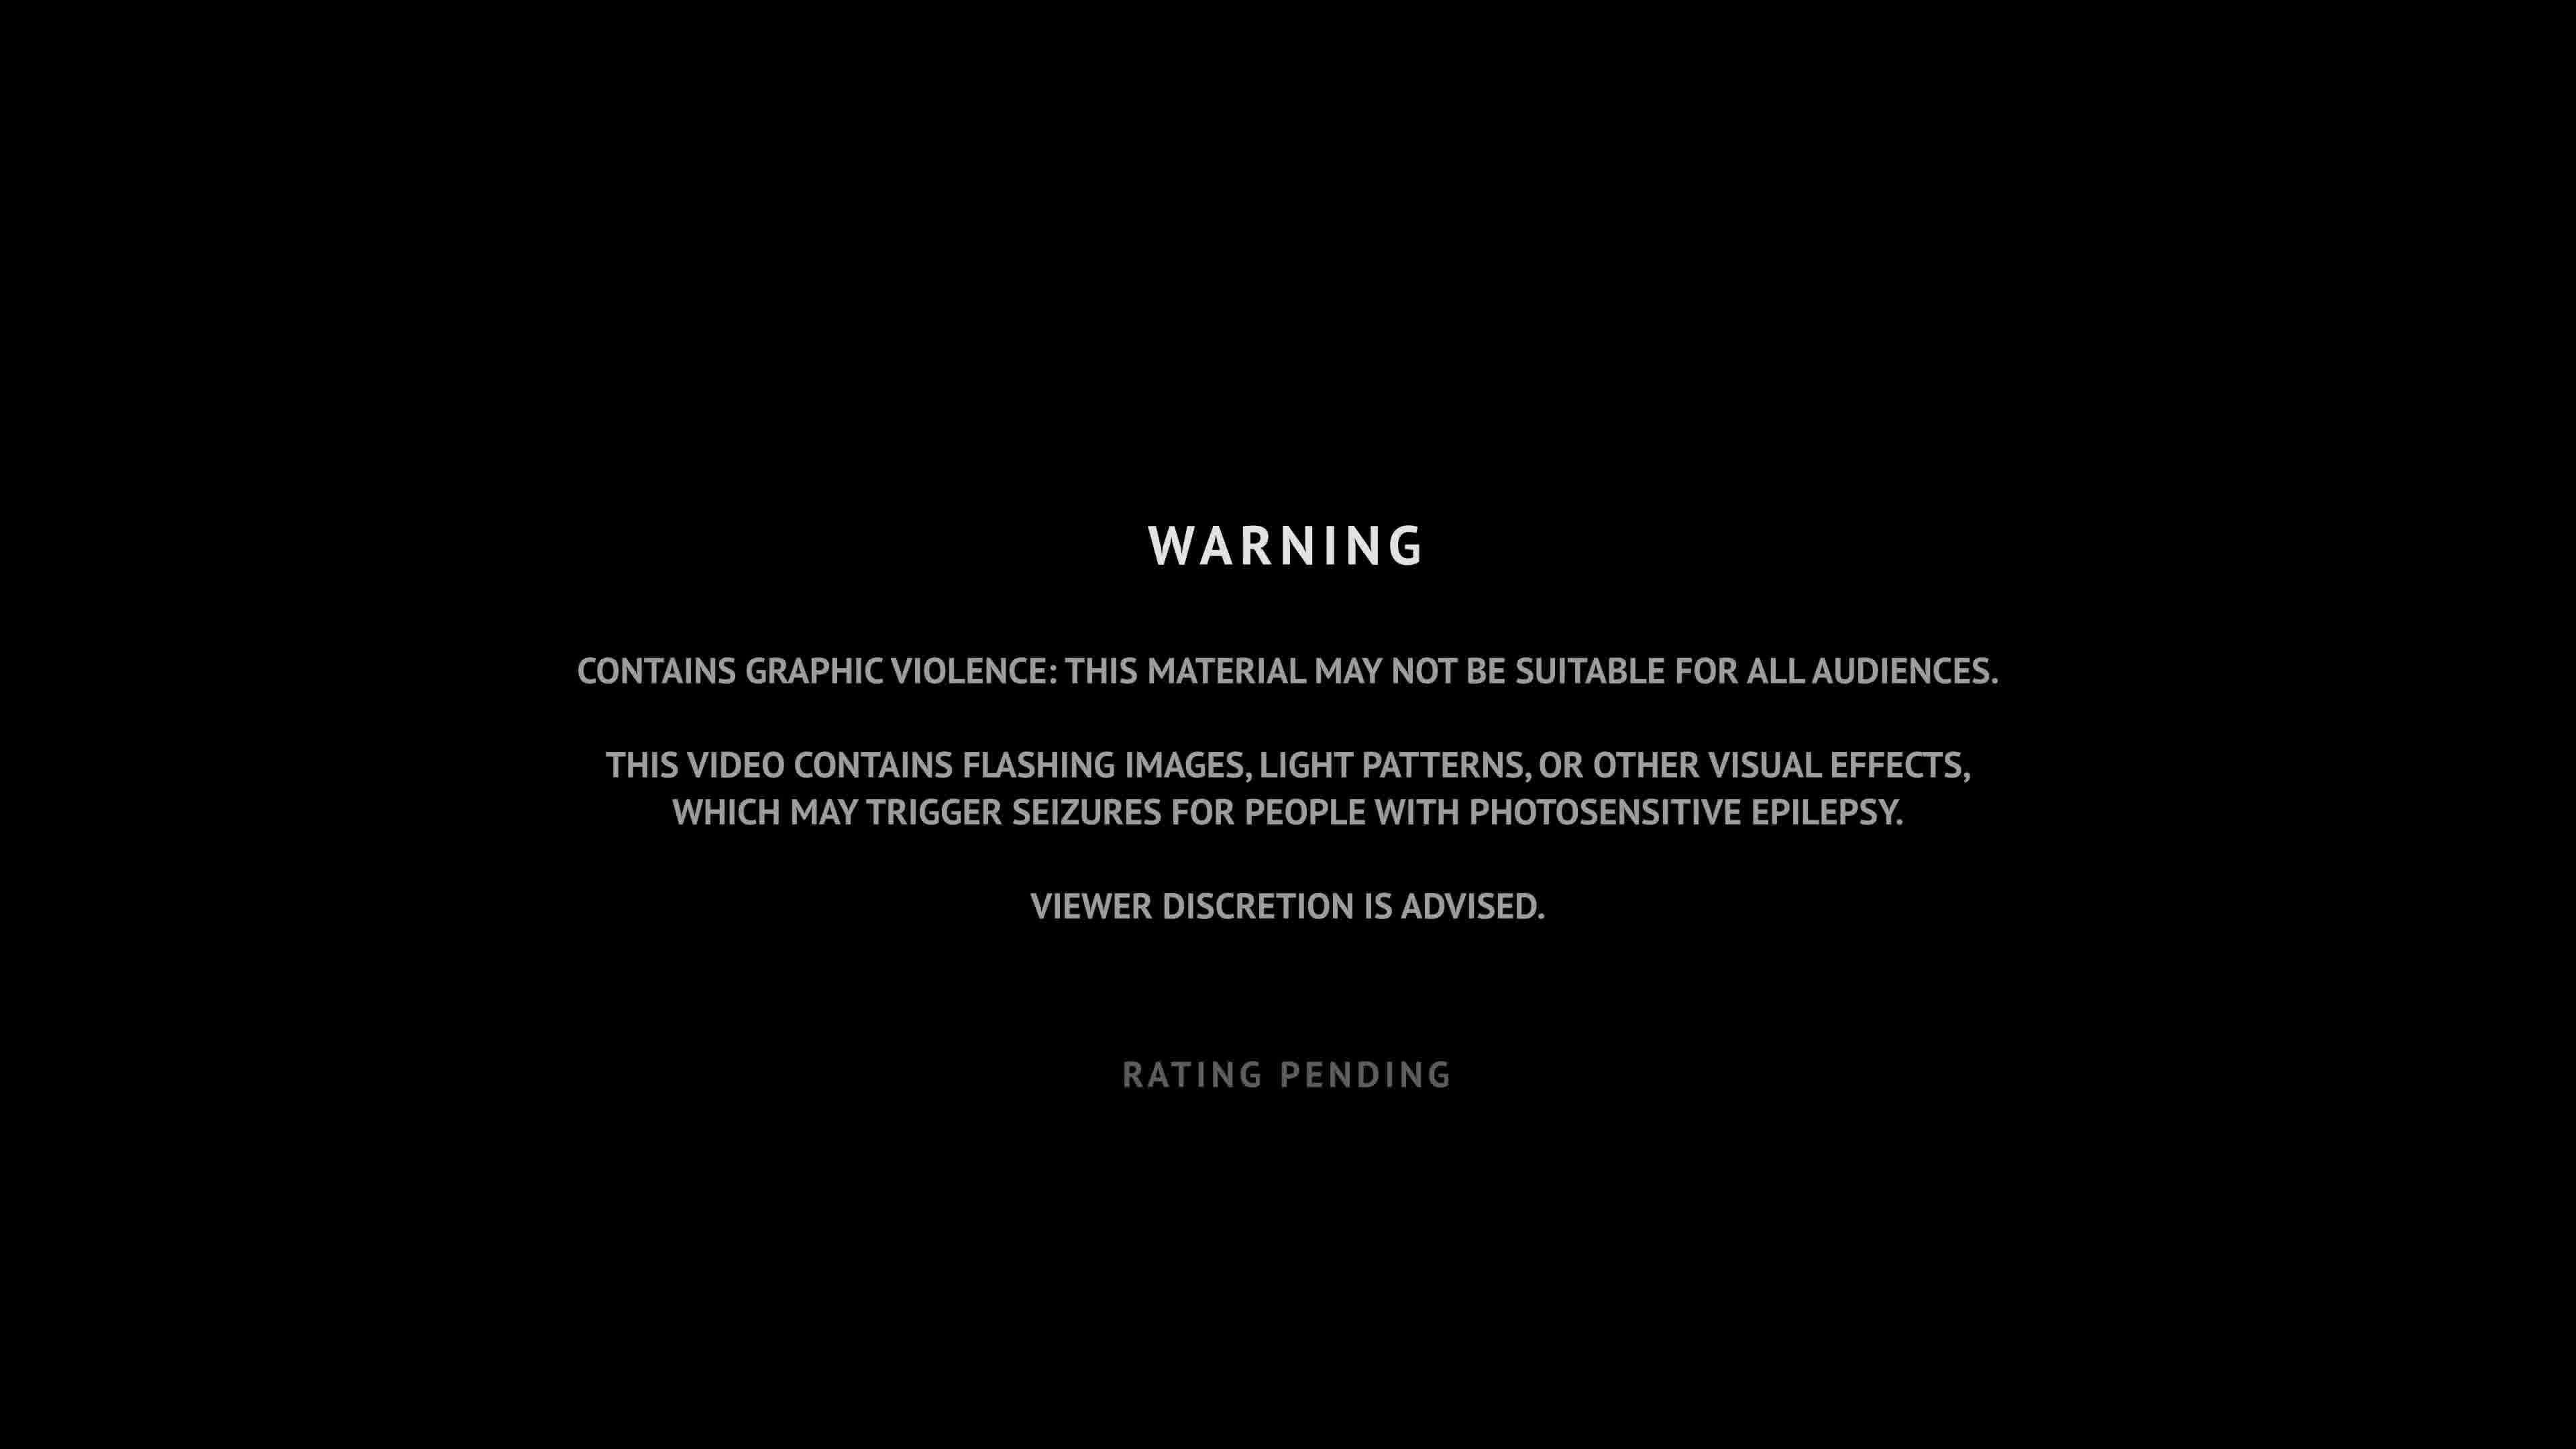 WARNING
CONTAINS GRAPHIC VIOLENCE: THIS MATERIAL MAY NOT BE SUITABLE FOR ALL AUDIENCES.
THIS VIDEO CONTAINS FLASHING IMAGES, LIGHT PATTERNS, OR OTHER VISUAL EFFECTS,
WHICH MAY TRIGGER SEIZURES FOR PEOPLE WITH PHOTOSENSITIVE EPILEPSY.
VIEWER DISCRETION IS ADVISED.
RATING PENDING